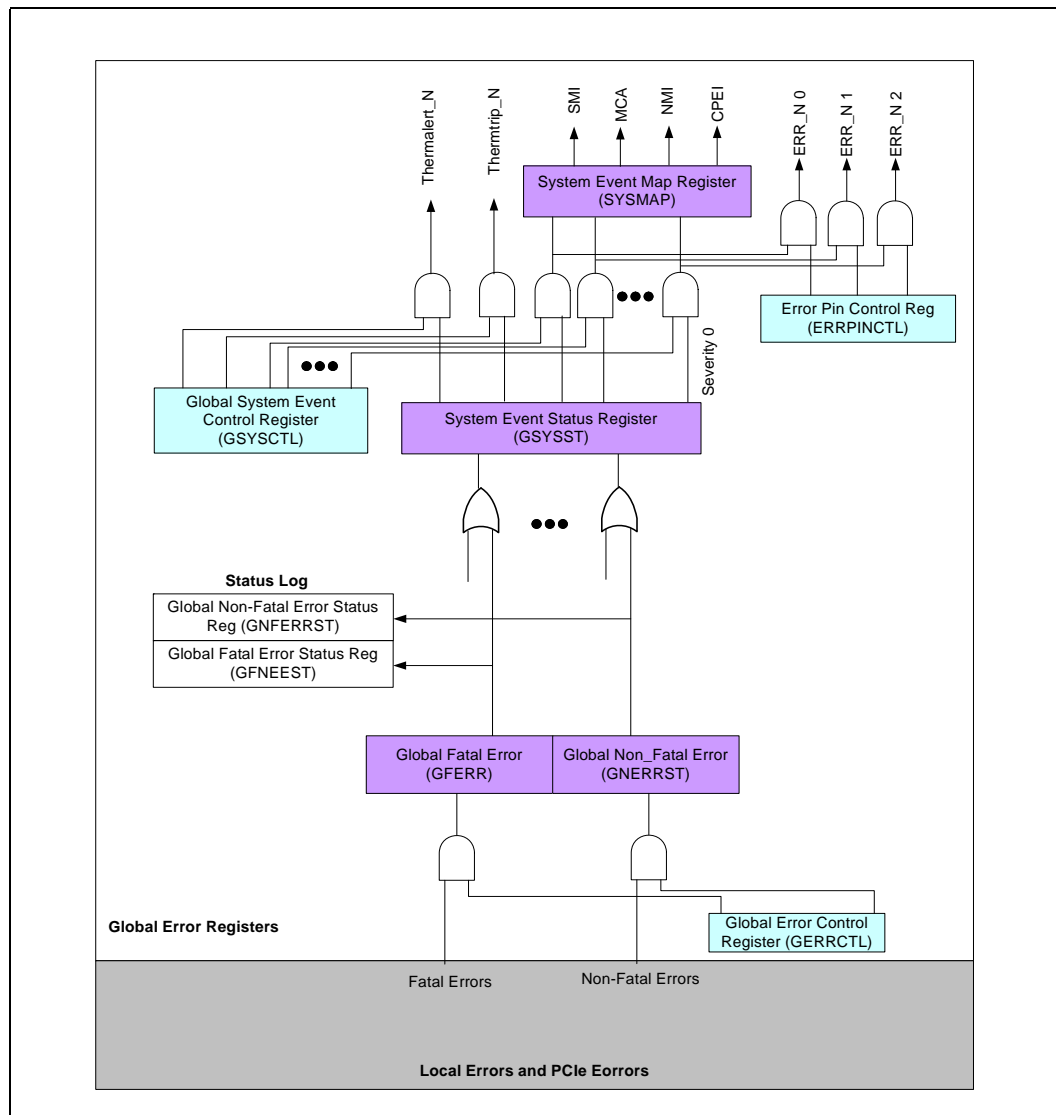 Thermalert_N
Thermtrip_N
SMI
MCA
NMI
CPEI
ERR_N 0
ERR_N 1
ERR_N 2
System Event Map Register
(SYSMAP)
Error Pin Control Reg
(ERRPINCTL)
Severity 0
Global System Event
Control Register
(GSYSCTL)
System Event Status Register
(GSYSST)
Status Log
Global Non-Fatal Error Status
Reg (GNFERRST)
Global Fatal Error Status Reg
(GFNEEST)
Global Fatal Error
(GFERR)
Global Non_Fatal Error
(GNERRST)
Global Error Control
Register (GERRCTL)
Global Error Registers
Fatal Errors
Non-Fatal Errors
Local Errors and PCIe Eorrors